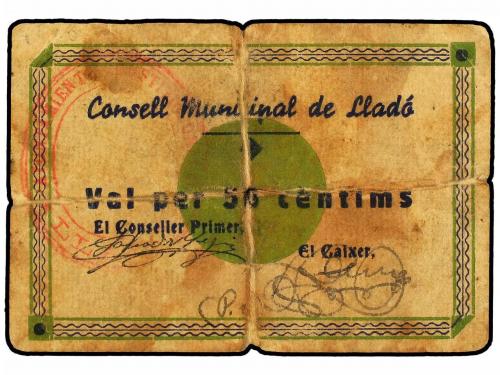 Consell Municipal de Lladó
Val per 50 cèntims
El Conseller Primer,
El Caixer,
P.